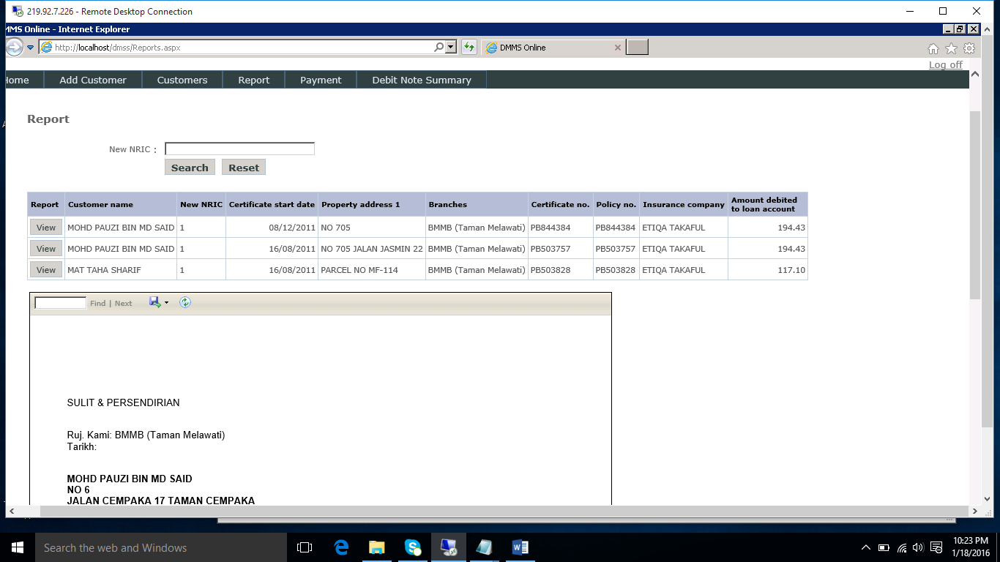 219.92.7.226 - Remote Desktop Connection
MMS Online - Internet Explorer
http://localhost/dmss/Reports.aspx
DMMS Online
Log off
Home Add Customer Customers Report Payment Debit Note Summary
Report
New NRIC :
Search Reset
Report Customer name New NRIC Certificate start date Property address 1 Branches Certificate no. Policy no. Insurance company Amount debited to loan account
View MOHD PAUZI BIN MD SAID 1 08/12/2011 NO 705 BMMB (Taman Melawati) PB844384 PB844384 ETIQA TAKAFUL 194.43
View MOHD PAUZI BIN MD SAID 1 16/08/2011 NO 705 JALAN JASMIN 22 BMMB (Taman Melawati) PB503757 PB503757 ETIQA TAKAFUL 194.43
View MAT TAHA SHARIF 1 16/08/2011 PARCEL NO MF-114 BMMB (Taman Melawati) PB503828 PB503828 ETIQA TAKAFUL 117.10
Find | Next
SULIT & PERSENDIRIAN
Ruj. Kami: BMMB (Taman Melawati)
Tarikh:
MOHD PAUZI BIN MD SAID
NO 6
JALAN CEMPAKA 17 TAMAN CEMPAKA
Search the web and Windows
10:23 PM
1/18/2016